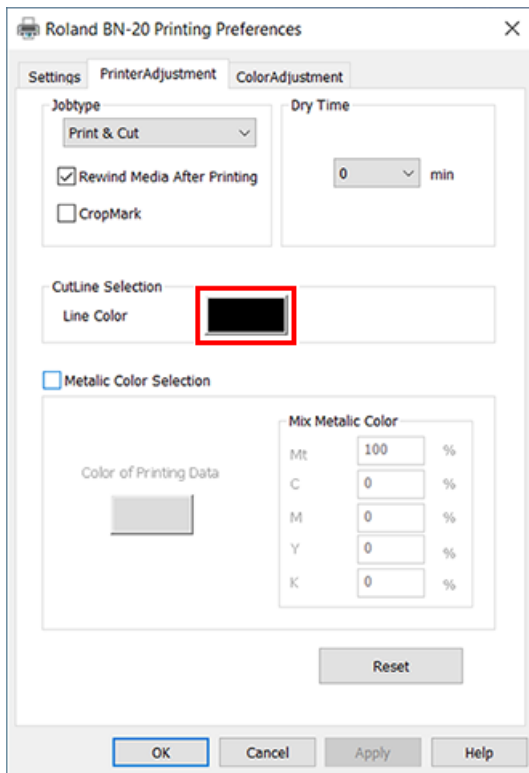 Roland BN-20 Printing Preferences
Settings PrinterAdjustment ColorAdjustment
Jobtype
Print & Cut
Rewind Media After Printing
CropMark
Dry Time
0 min
CutLine Selection
Line Color
Metalic Color Selection
Color of Printing Data
Mix Metalic Color
Mt 100 %
C 0 %
M 0 %
Y 0 %
K 0 %
Reset
OK Cancel Apply Help